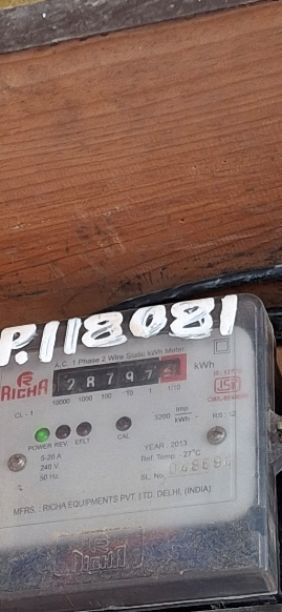 P.118081
A.C. 1 Phase 2 Wire Static kWh Meter
RICHA
28797
kWh
10000 1000 100 10 1 1/10
CL - 1
3200 imp/kWh
POWER REV. EFLT CAL
5-20 A
240 V
50 Hz.
YEAR : 2013
Ref. Temp : 27°C
SL. No.
MFRS. : RICHA EQUIPMENTS PVT. LTD. DELHI, (INDIA)